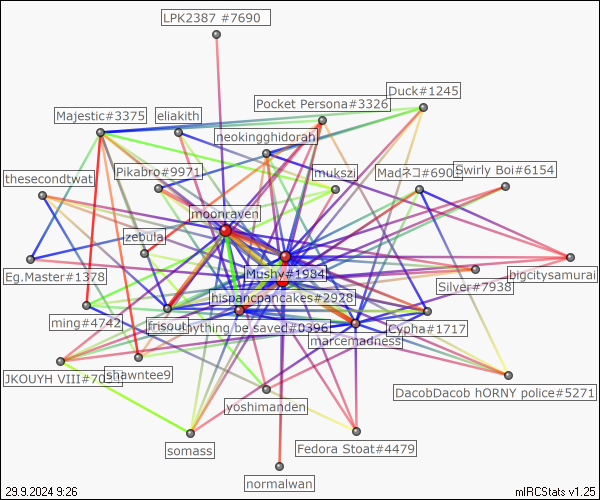 LPK2387 #7690
Duck#1245
Pocket Persona#3326
Majestic#3375
eliakith
neokingghidorah
thesecondtwat
Pikabro#9971
mukszi
Madネコ#690
Swirly Boi#6154
moonraven
zebula
Eg.Master#1378
Mushy#1984
bigcitysamurai
Silver#7938
hispancpancakes#2928
ming#4742
frisout
nything be saved#0396
Cypha#1717
marcemadness
JKOUYH VIII#70
shawntee9
DacobDacob hORNY police#5271
yoshimanden
somass
Fedora Stoat#4479
normalwan
29.9.2024 9:26
mIRCStats v1.25